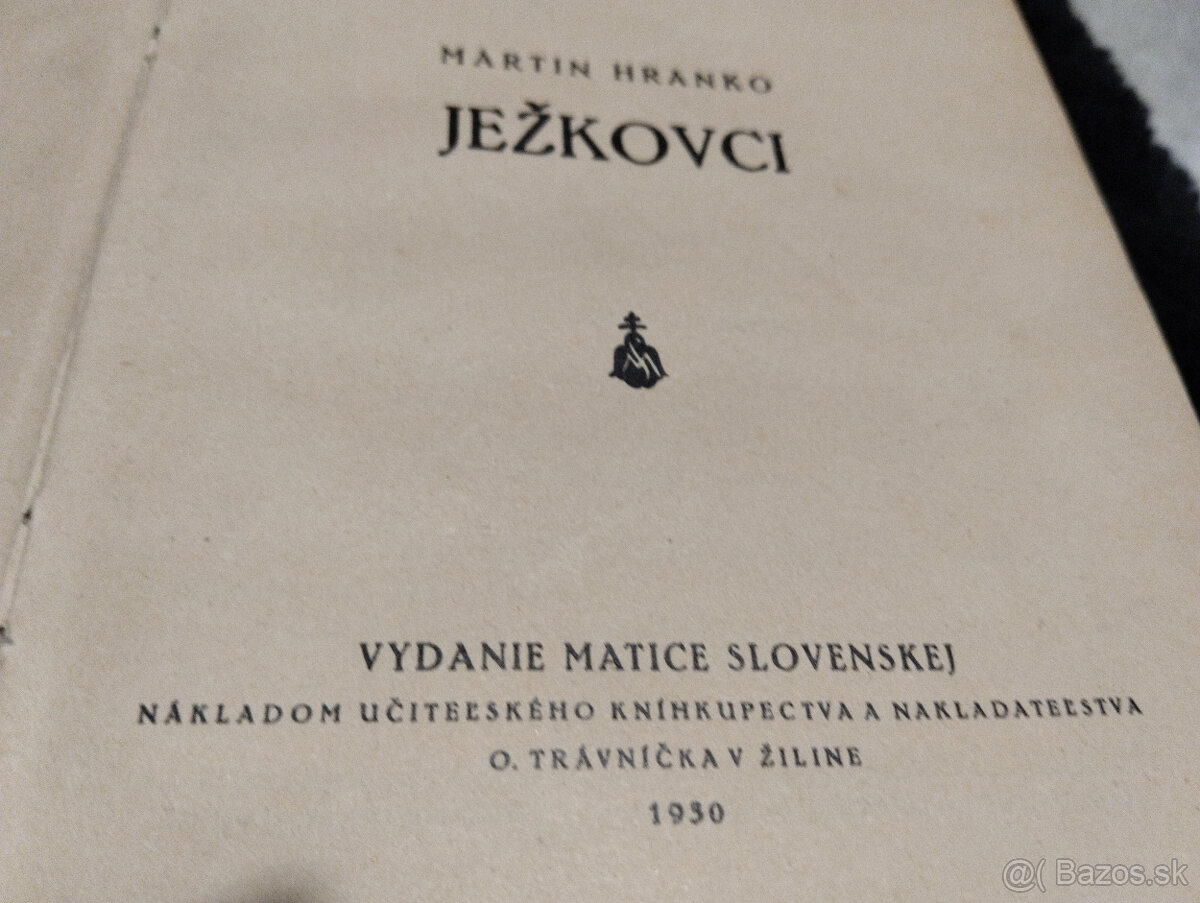 MARTIN HRANKO
JEŽKOVCI
VYDANIE MATICE SLOVENSKEJ
NÁKLADOM UČITEĽSKÉHO KNÍHKUPECTVA A NAKLADATEĽSTVA
O. TRÁVNÍČKA V ŽILINE
1930
@( Bazos.sk